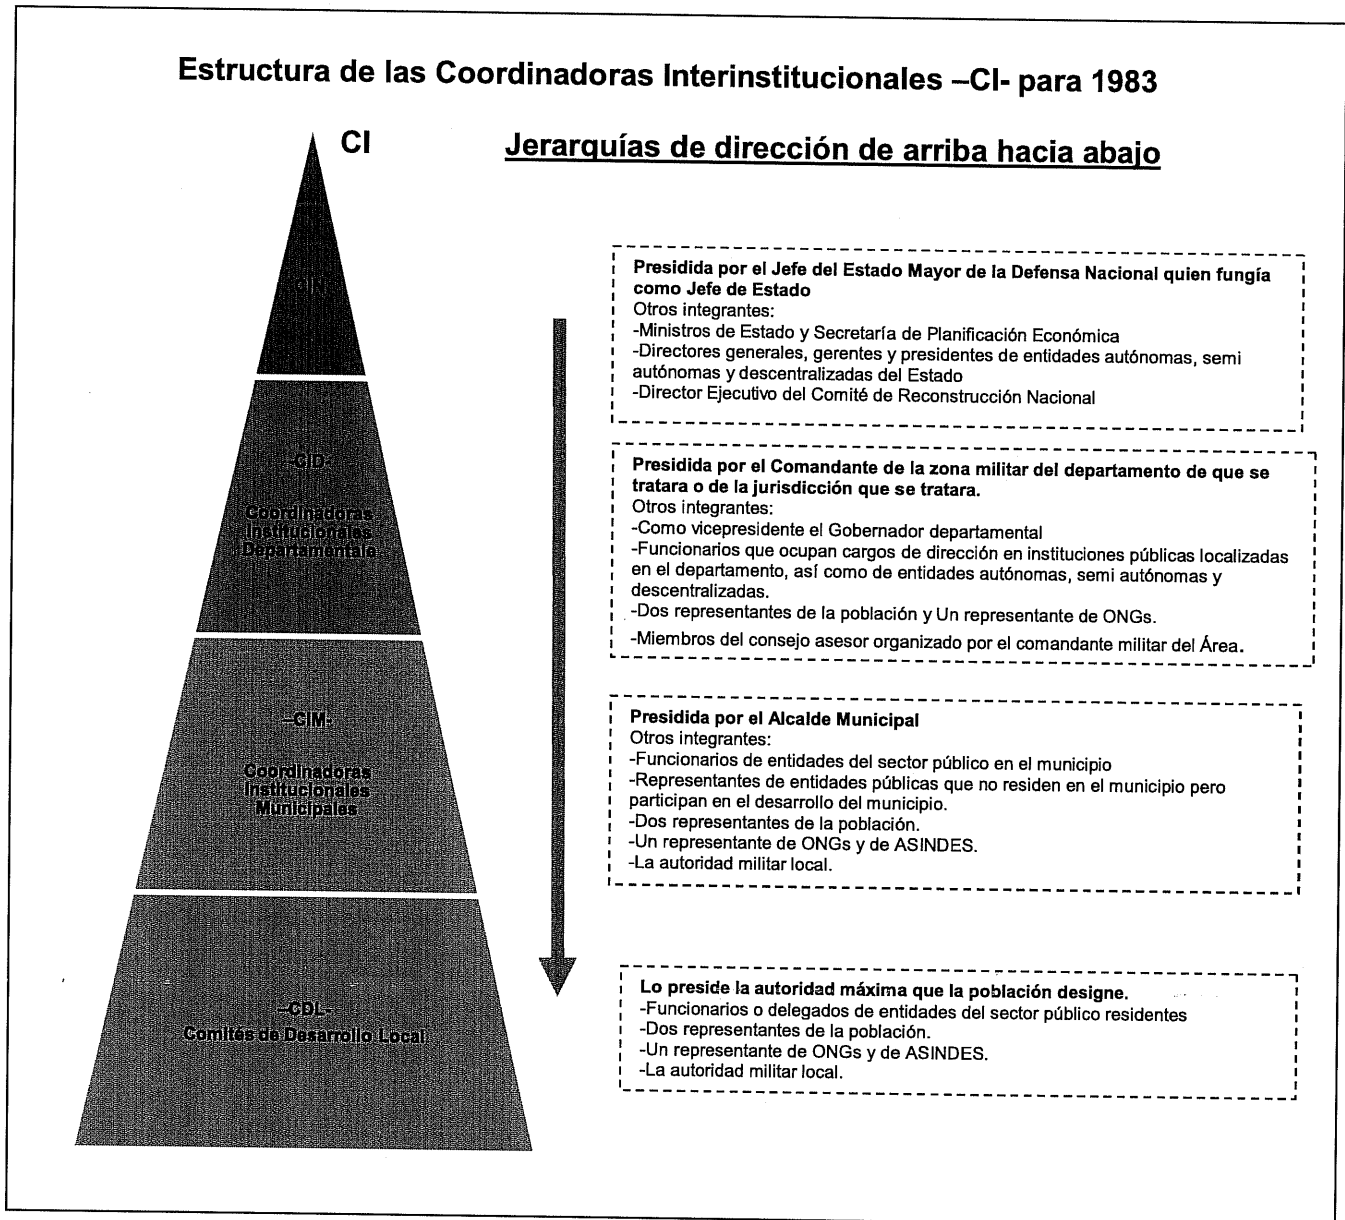 Estructura de las Coordinadoras Interinstitucionales –CI- para 1983
CI
Jerarquías de dirección de arriba hacia abajo
-CIN-
Presidida por el Jefe del Estado Mayor de la Defensa Nacional quien fungía
como Jefe de Estado
Otros integrantes:
-Ministros de Estado y Secretaría de Planificación Económica
-Directores generales, gerentes y presidentes de entidades autónomas, semi
autónomas y descentralizadas del Estado
-Director Ejecutivo del Comité de Reconstrucción Nacional
-CID-
Coordinadoras
Institucionales
Departamentale
Presidida por el Comandante de la zona militar del departamento de que se
tratara o de la jurisdicción que se tratara.
Otros integrantes:
-Como vicepresidente el Gobernador departamental
-Funcionarios que ocupan cargos de dirección en instituciones públicas localizadas
en el departamento, así como de entidades autónomas, semi autónomas y
descentralizadas.
-Dos representantes de la población y Un representante de ONGs.
-Miembros del consejo asesor organizado por el comandante militar del Área.
–CIM-
Coordinadoras
Institucionales
Municipales
Presidida por el Alcalde Municipal
Otros integrantes:
-Funcionarios de entidades del sector público en el municipio
-Representantes de entidades públicas que no residen en el municipio pero
participan en el desarrollo del municipio.
-Dos representantes de la población.
-Un representante de ONGs y de ASINDES.
-La autoridad militar local.
–CDL-
Comités de Desarrollo Local
Lo preside la autoridad máxima que la población designe.
-Funcionarios o delegados de entidades del sector público residentes
-Dos representantes de la población.
-Un representante de ONGs y de ASINDES.
-La autoridad militar local.